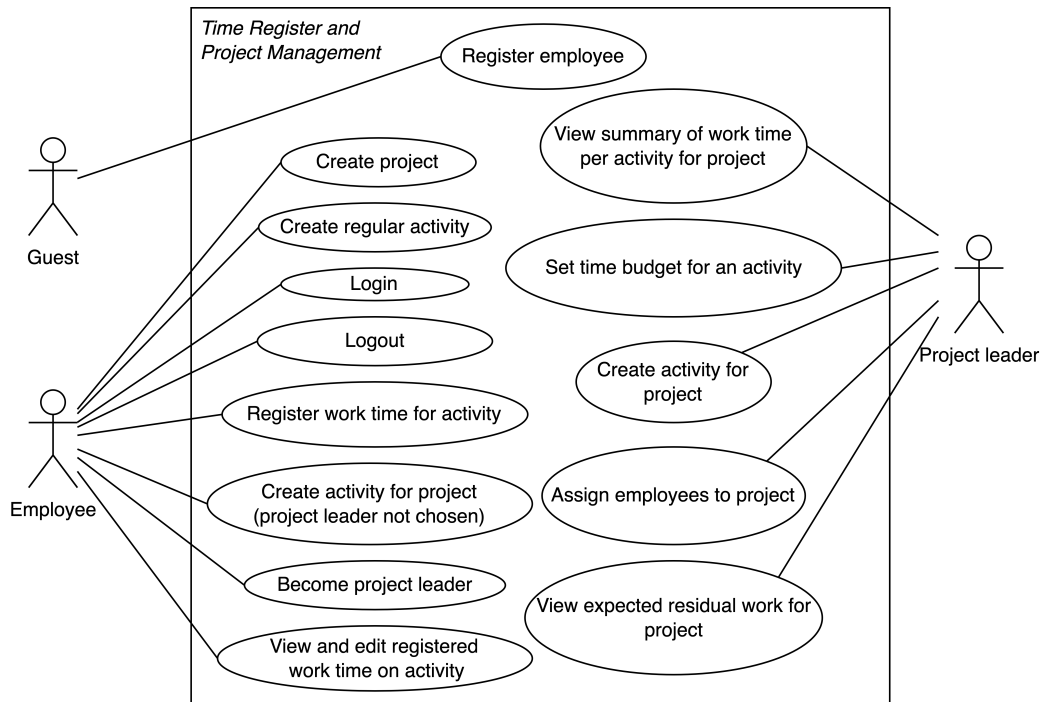 Time Register and
Project Management
Register employee
View summary of work time
per activity for project
Create project
Create regular activity
Guest
Set time budget for an activity
Login
Logout
Project leader
Create activity for
project
Register work time for activity
Employee
Create activity for project
(project leader not chosen)
Assign employees to project
Become project leader
View expected residual work for
project
View and edit registered
work time on activity